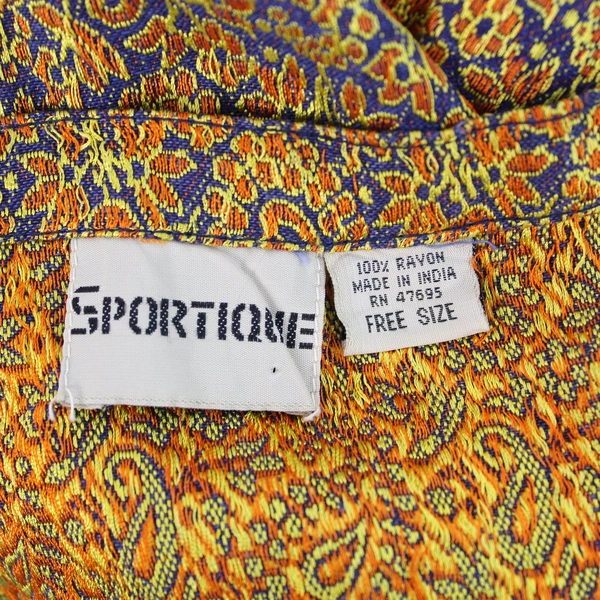 SPORTIQUE
100% RAYON
MADE IN INDIA
RN 47695
FREE SIZE